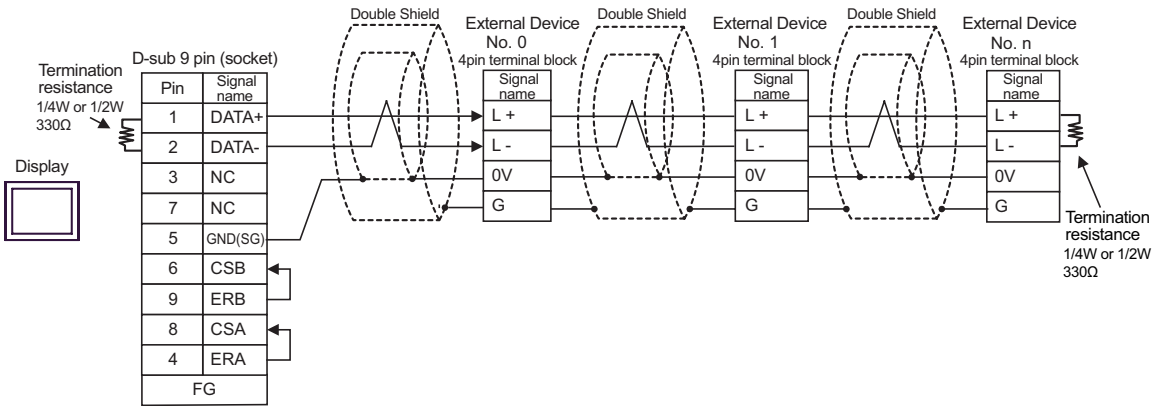 Termination
resistance
1/4W or 1/2W
330Ω
Display
D-sub 9 pin (socket)
Pin Signal name
1 DATA+
2 DATA-
3 NC
7 NC
5 GND(SG)
6 CSB
9 ERB
8 CSA
4 ERA
FG
Double Shield
External Device
No. 0
4pin terminal block
Signal
name
L +
L -
0V
G
Double Shield
External Device
No. 1
4pin terminal block
Signal
name
L +
L -
0V
G
Double Shield
External Device
No. n
4pin terminal block
Signal
name
L +
L -
0V
G
Termination
resistance
1/4W or 1/2W
330Ω